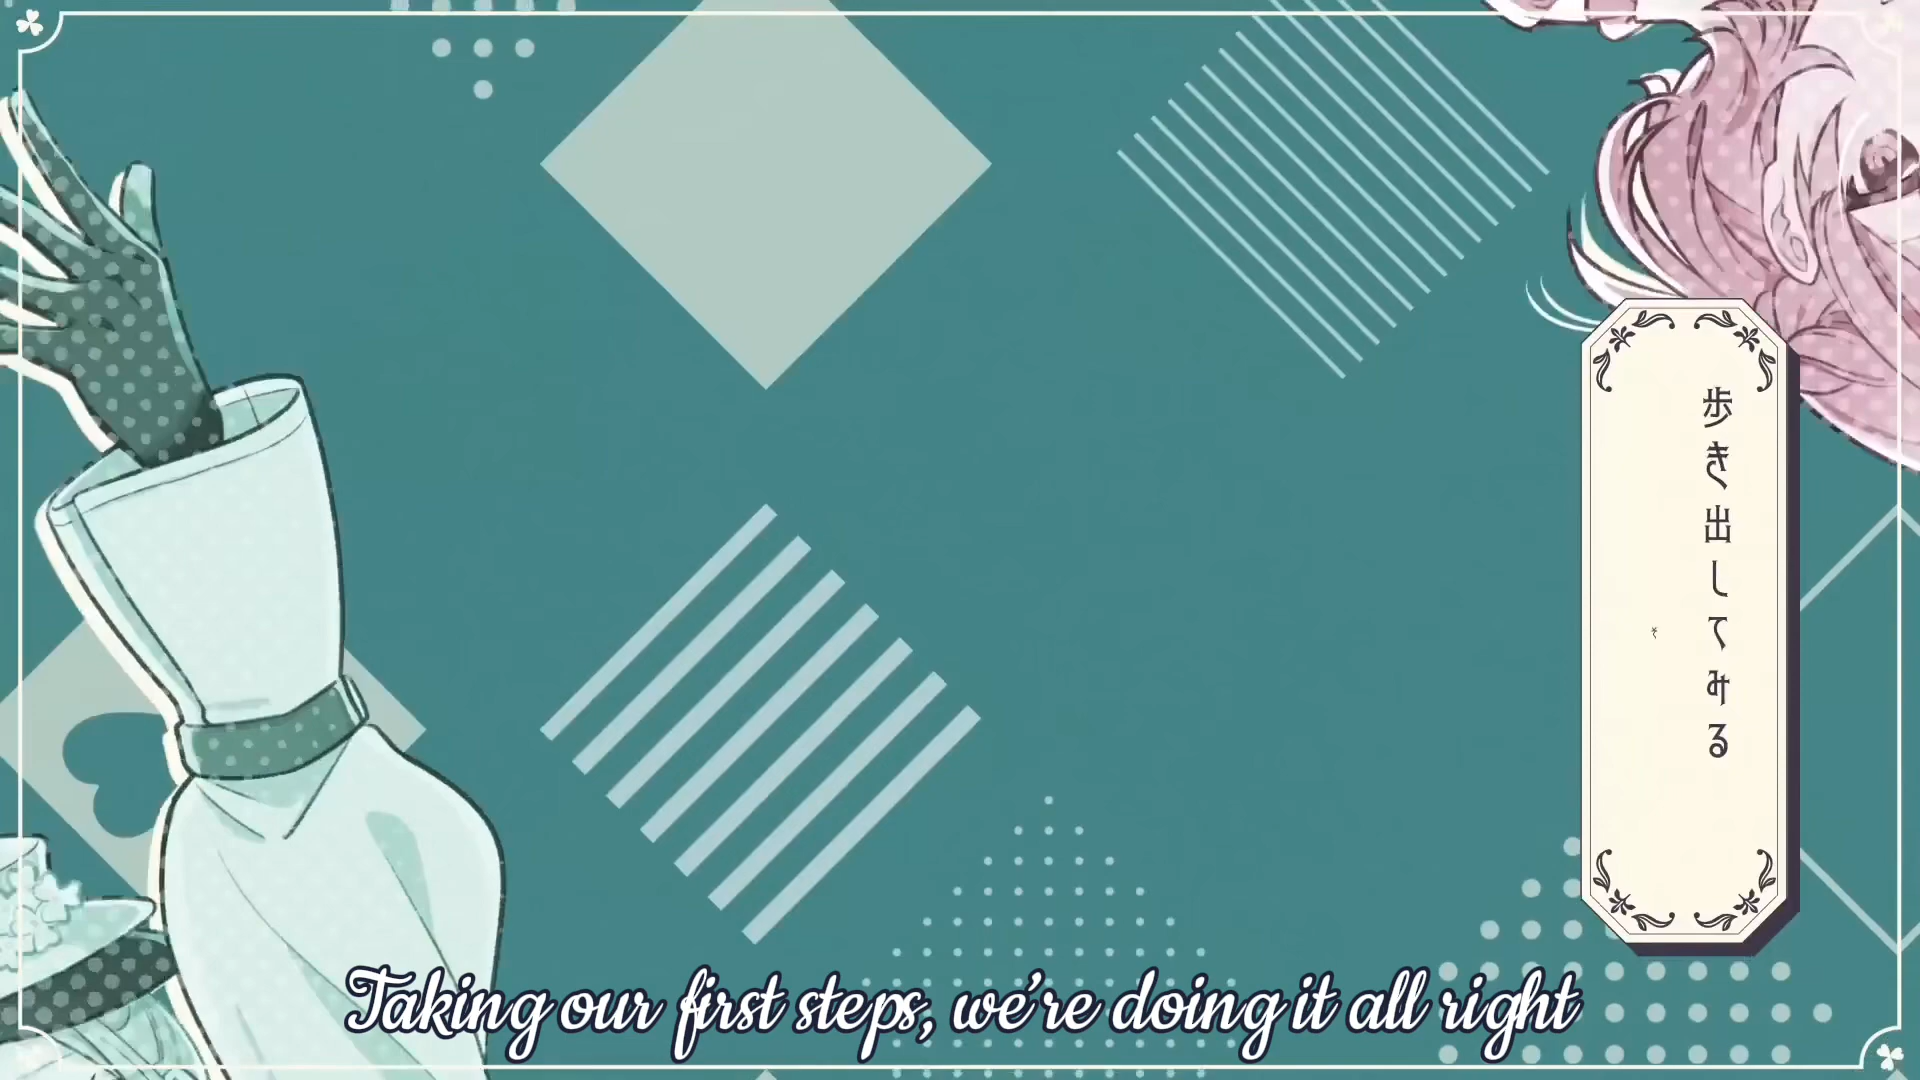 歩き出してみる
Taking our first steps, we're doing it all right